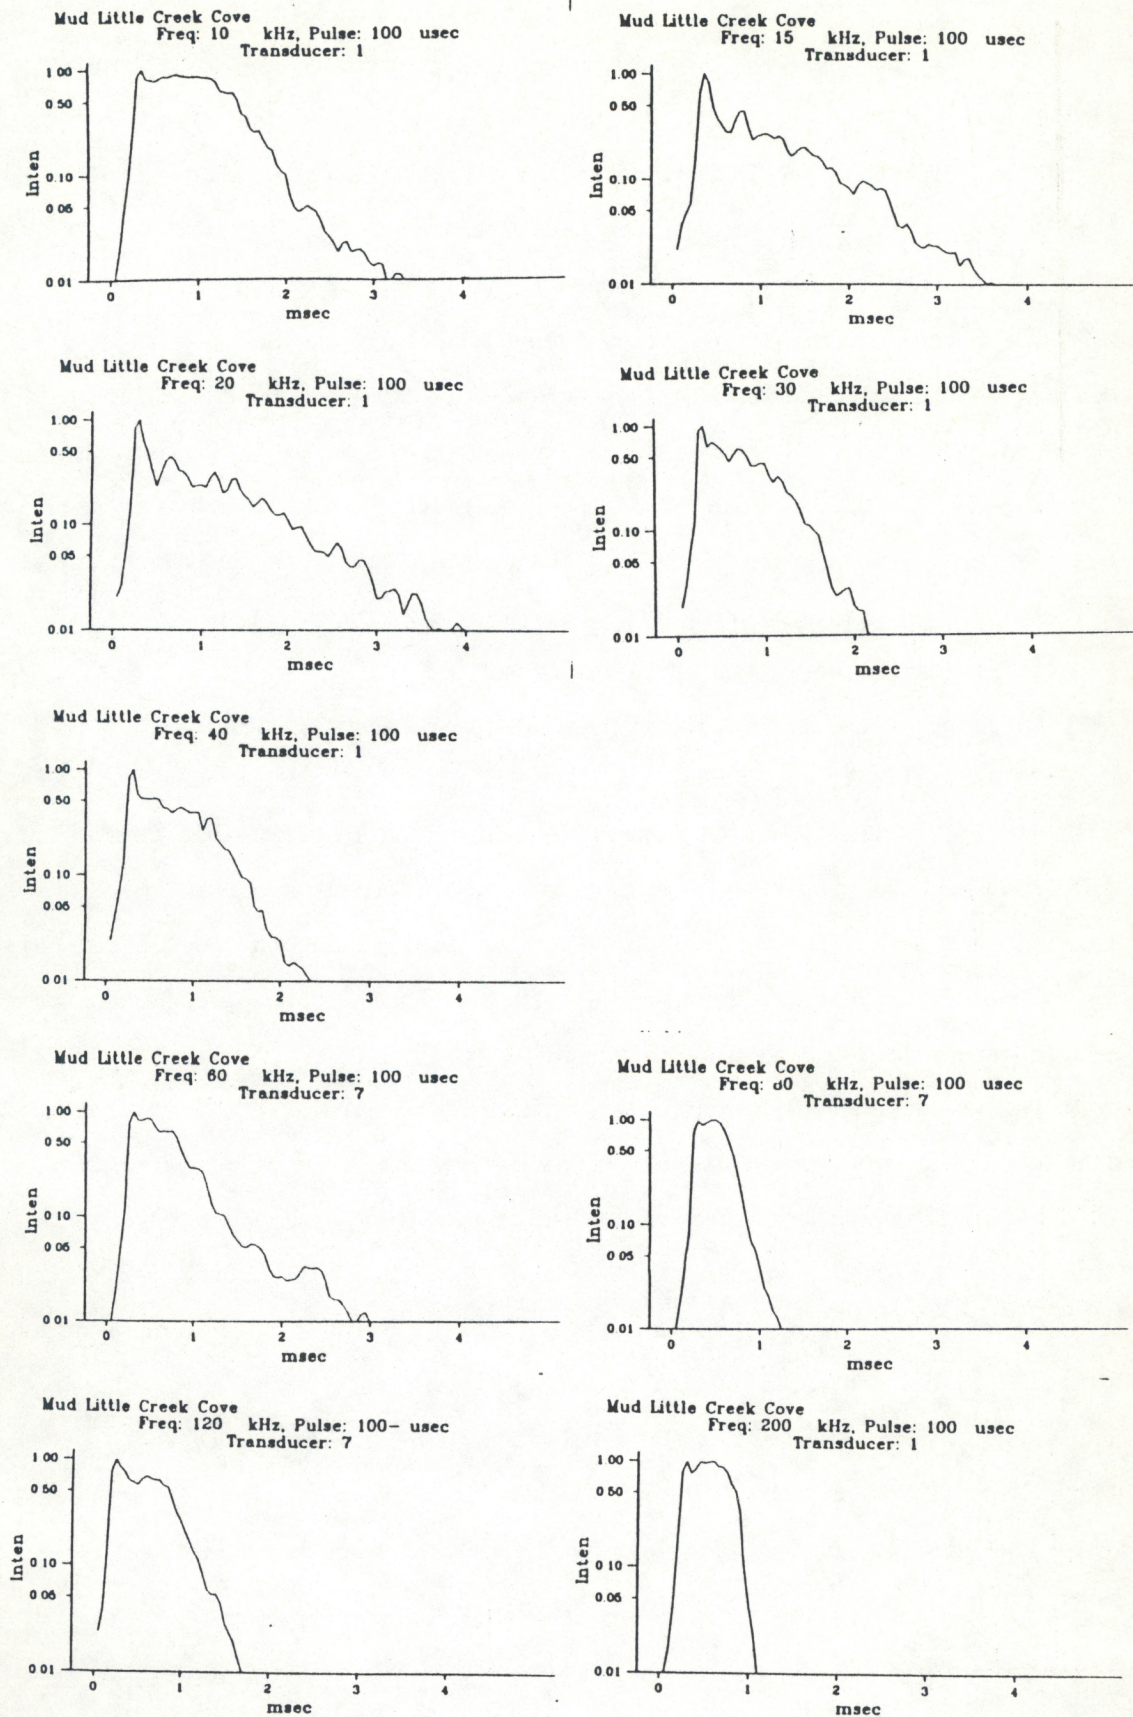 Mud Little Creek Cove
Freq: 10 kHz, Pulse: 100 usec
Transducer: 1
1 00
0 50
0 10
0 05
0 01
Inten
0 1 2 3 4
msec
Mud Little Creek Cove
Freq: 15 kHz, Pulse: 100 usec
Transducer: 1
1.00
0.50
0.10
0.05
0.01
Inten
0 1 2 3 4
msec
Mud Little Creek Cove
Freq: 20 kHz, Pulse: 100 usec
Transducer: 1
1.00
0 50
0 10
0 05
0.01
Inten
0 1 2 3 4
msec
Mud Little Creek Cove
Freq: 30 kHz, Pulse: 100 usec
Transducer: 1
1.00
0 50
0.10
0.05
0 01
Inten
0 1 2 3 4
msec
Mud Little Creek Cove
Freq: 40 kHz, Pulse: 100 usec
Transducer: 1
1.00
0 50
0.10
0.05
0 01
Inten
0 1 2 3 4
msec
Mud Little Creek Cove
Freq: 60 kHz, Pulse: 100 usec
Transducer: 7
1 00
0 50
0 10
0 05
0 01
Inten
0 1 2 3 4
msec
Mud Little Creek Cove
Freq: kHz, Pulse: 100 usec
Transducer: 7
1.00
0.50
0.10
0 05
0.01
Inten
0 1 2 3 4
msec
Mud Little Creek Cove
Freq: 120 kHz, Pulse: 100- usec
Transducer: 7
1 00
0 50
0 10
0 05
0 01
Inten
0 1 2 3 4
msec
Mud Little Creek Cove
Freq: 200 kHz, Pulse: 100 usec
Transducer: 1
1.00
0 50
0 10
0.05
0.01
Inten
0 1 2 3 4
msec